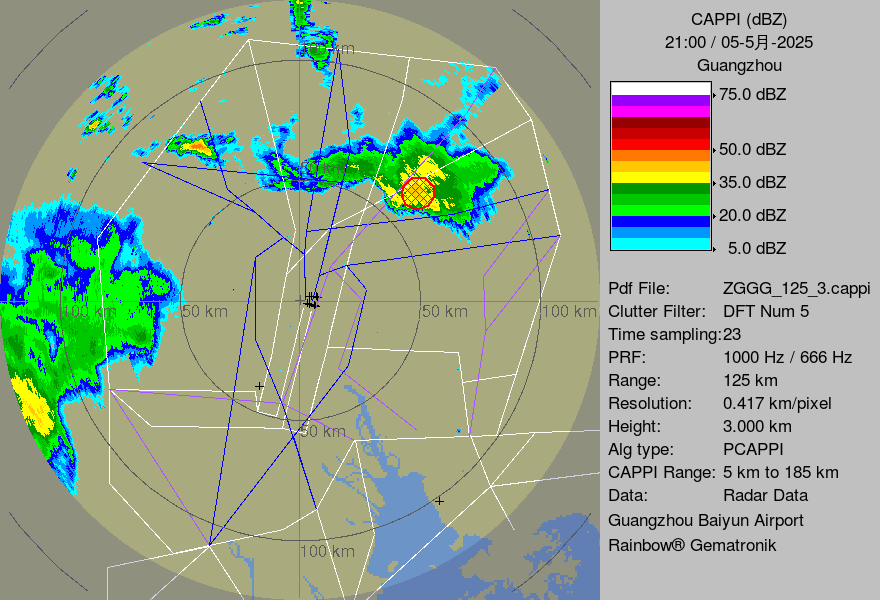 CAPPI (dBZ)
21:00 / 05-5月-2025
Guangzhou
75.0 dBZ
50.0 dBZ
35.0 dBZ
20.0 dBZ
5.0 dBZ
Pdf File: ZGGG_125_3.cappi
Clutter Filter: DFT Num 5
Time sampling:23
PRF: 1000 Hz / 666 Hz
Range: 125 km
Resolution: 0.417 km/pixel
Height: 3.000 km
Alg type: PCAPPI
CAPPI Range: 5 km to 185 km
Data: Radar Data
Guangzhou Baiyun Airport
Rainbow® Gematronik
100 km
50 km
50 km
100 km
50 km
100 km